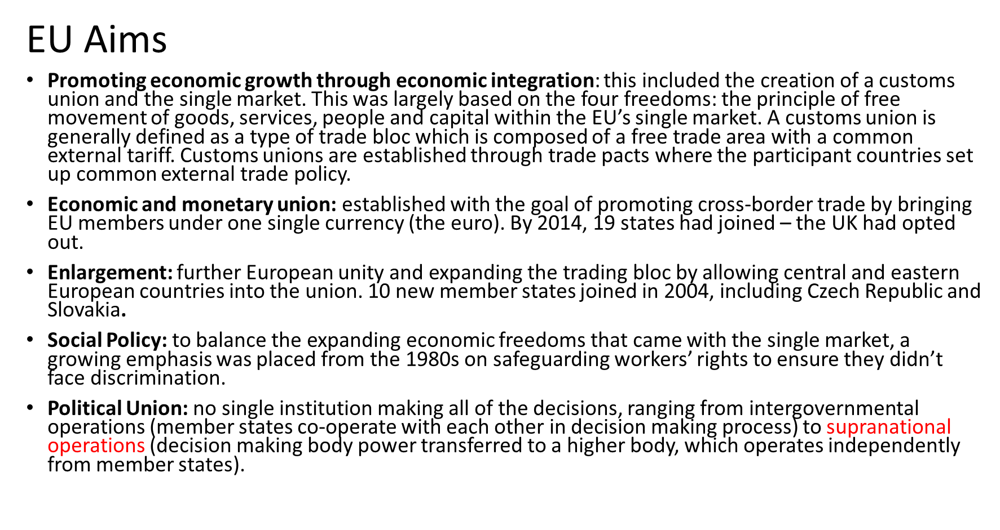 EU Aims
• Promoting economic growth through economic integration: this included the creation of a customs
union and the single market. This was largely based on the four freedoms: the principle of free
movement of goods, services, people and capital within the EU’s single market. A customs union is
generally defined as a type of trade bloc which is composed of a free trade area with a common
external tariff. Customs unions are established through trade pacts where the participant countries set
up common external trade policy.
• Economic and monetary union: established with the goal of promoting cross-border trade by bringing
EU members under one single currency (the euro). By 2014, 19 states had joined – the UK had opted
out.
• Enlargement: further European unity and expanding the trading bloc by allowing central and eastern
European countries into the union. 10 new member states joined in 2004, including Czech Republic and
Slovakia.
• Social Policy: to balance the expanding economic freedoms that came with the single market, a
growing emphasis was placed from the 1980s on safeguarding workers’ rights to ensure they didn’t
face discrimination.
• Political Union: no single institution making all of the decisions, ranging from intergovernmental
operations (member states co-operate with each other in decision making process) to supranational
operations (decision making body power transferred to a higher body, which operates independently
from member states).